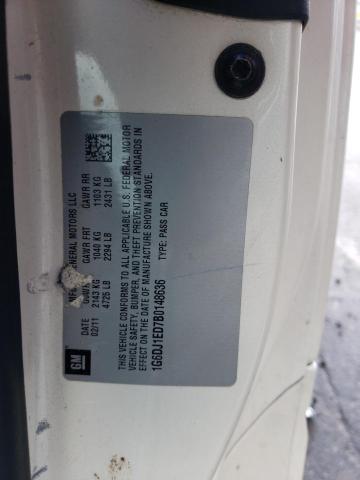 GM
MFD BY GENERAL MOTORS LLC
DATE GVWR GAWR FRT GAWR RR
02/11 2143 KG 1040 KG 1103 KG
4725 LB 2294 LB 2431 LB
THIS VEHICLE CONFORMS TO ALL APPLICABLE U.S. FEDERAL MOTOR
VEHICLE SAFETY, BUMPER, AND THEFT PREVENTION STANDARDS IN
EFFECT ON THE DATE OF MANUFACTURE SHOWN ABOVE.
1G6DJ1ED7B0148636 TYPE: PASS CAR